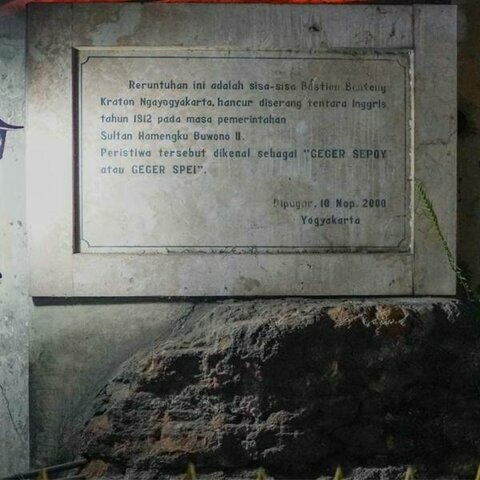 Reruntuhan ini adalah sisa-sisa Bastion Benteng
Kraton Ngayogyakarta, hancur diserang tentara Inggris
tahun 1812 pada masa pemerintahan
Sultan Hamengku Buwono II.
Peristiwa tersebut dikenal sebagai "GEGER SEPOY
atau GEGER SPEI".
Dipugar, 10 Nop. 2000
Yogyakarta